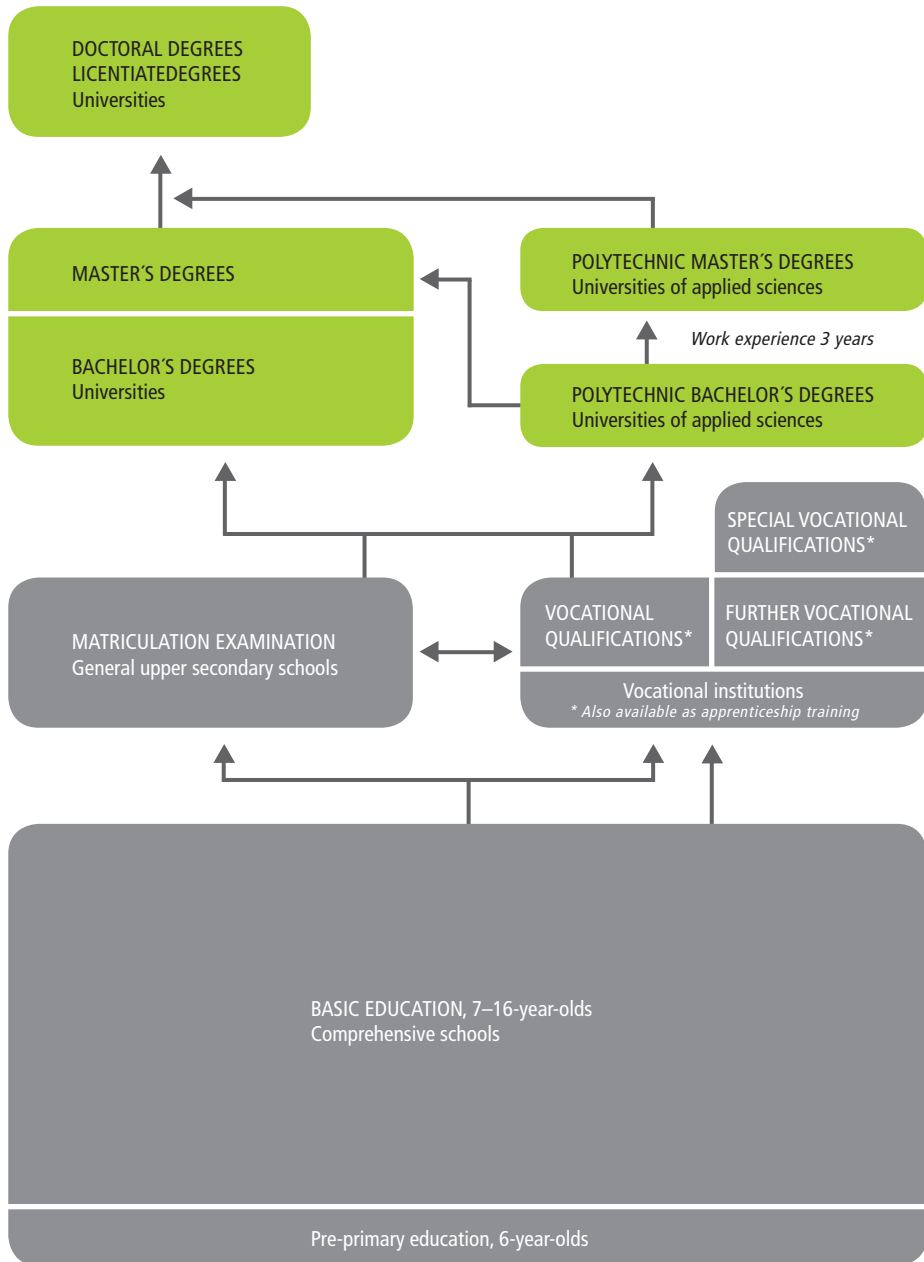 DOCTORAL DEGREES
LICENTIATEDEGREES
Universities
MASTER´S DEGREES
BACHELOR´S DEGREES
Universities
POLYTECHNIC MASTER´S DEGREES
Universities of applied sciences
Work experience 3 years
POLYTECHNIC BACHELOR´S DEGREES
Universities of applied sciences
MATRICULATION EXAMINATION
General upper secondary schools
SPECIAL VOCATIONAL
QUALIFICATIONS*
VOCATIONAL
QUALIFICATIONS*
FURTHER VOCATIONAL
QUALIFICATIONS*
Vocational institutions
* Also available as apprenticeship training
BASIC EDUCATION, 7–16-year-olds
Comprehensive schools
Pre-primary education, 6-year-olds